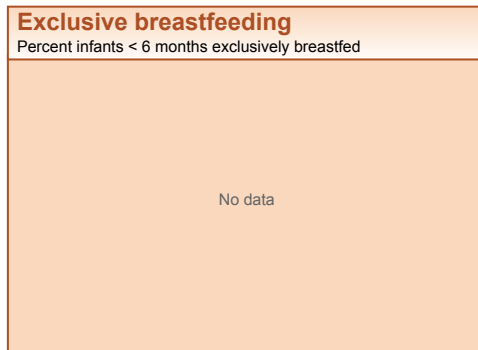 Exclusive breastfeeding
Percent infants < 6 months exclusively breastfed
No data